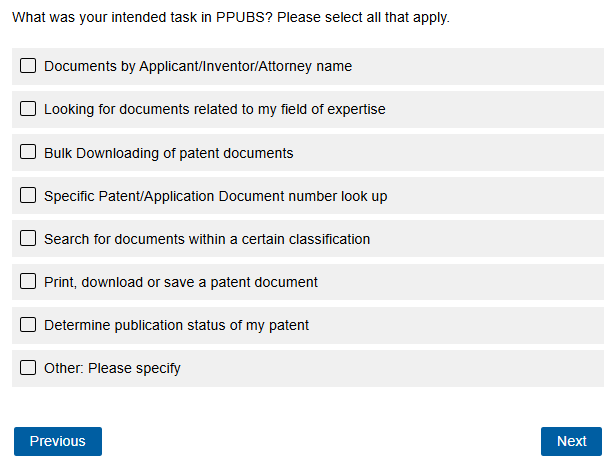 What was your intended task in PPUBS? Please select all that apply.
Documents by Applicant/Inventor/Attorney name
Looking for documents related to my field of expertise
Bulk Downloading of patent documents
Specific Patent/Application Document number look up
Search for documents within a certain classification
Print, download or save a patent document
Determine publication status of my patent
Other: Please specify
Previous
Next